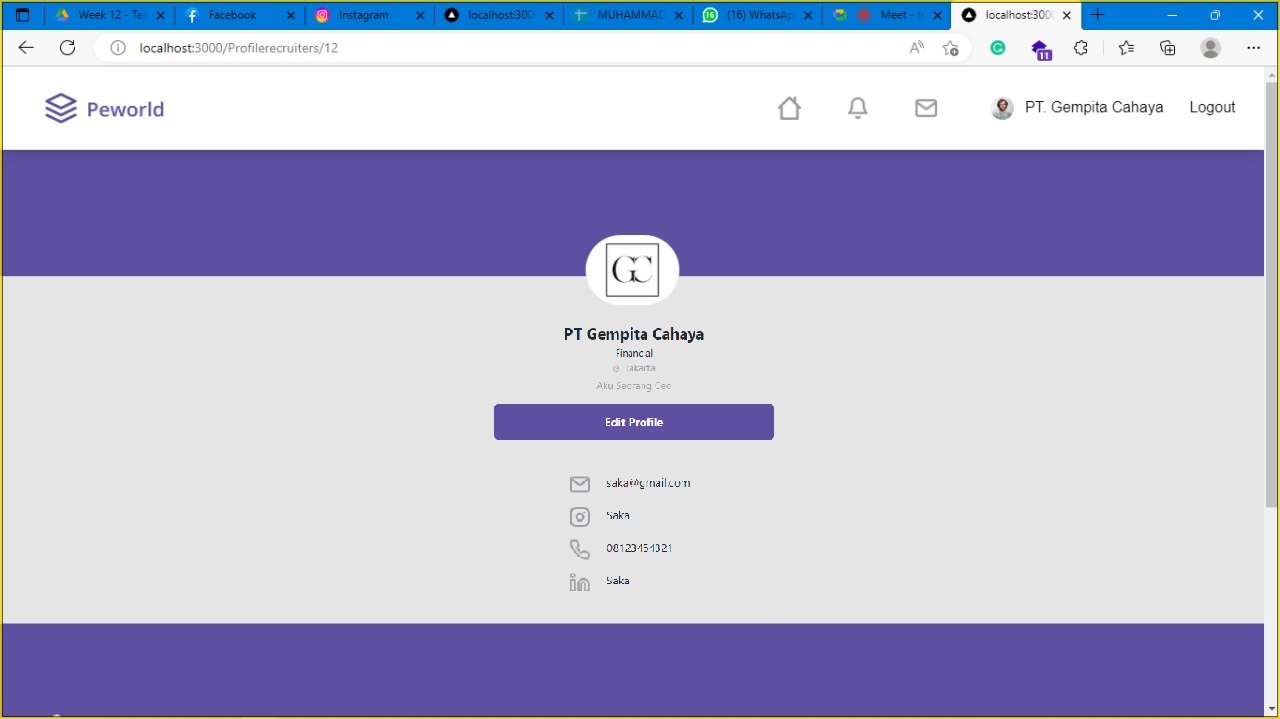 Week 12 - Te
Facebook
Instagram
localhost:300
MUHAMMAD
(16) WhatsAp
Meet - t
localhost:300
localhost:3000/Profilerecruiters/12
11
Peworld
PT. Gempita Cahaya
Logout
GC
PT Gempita Cahaya
Financial
Jakarta
Aku Seorang Ceo
Edit Profile
saka@gmail.com
Saka
08123454321
Saka